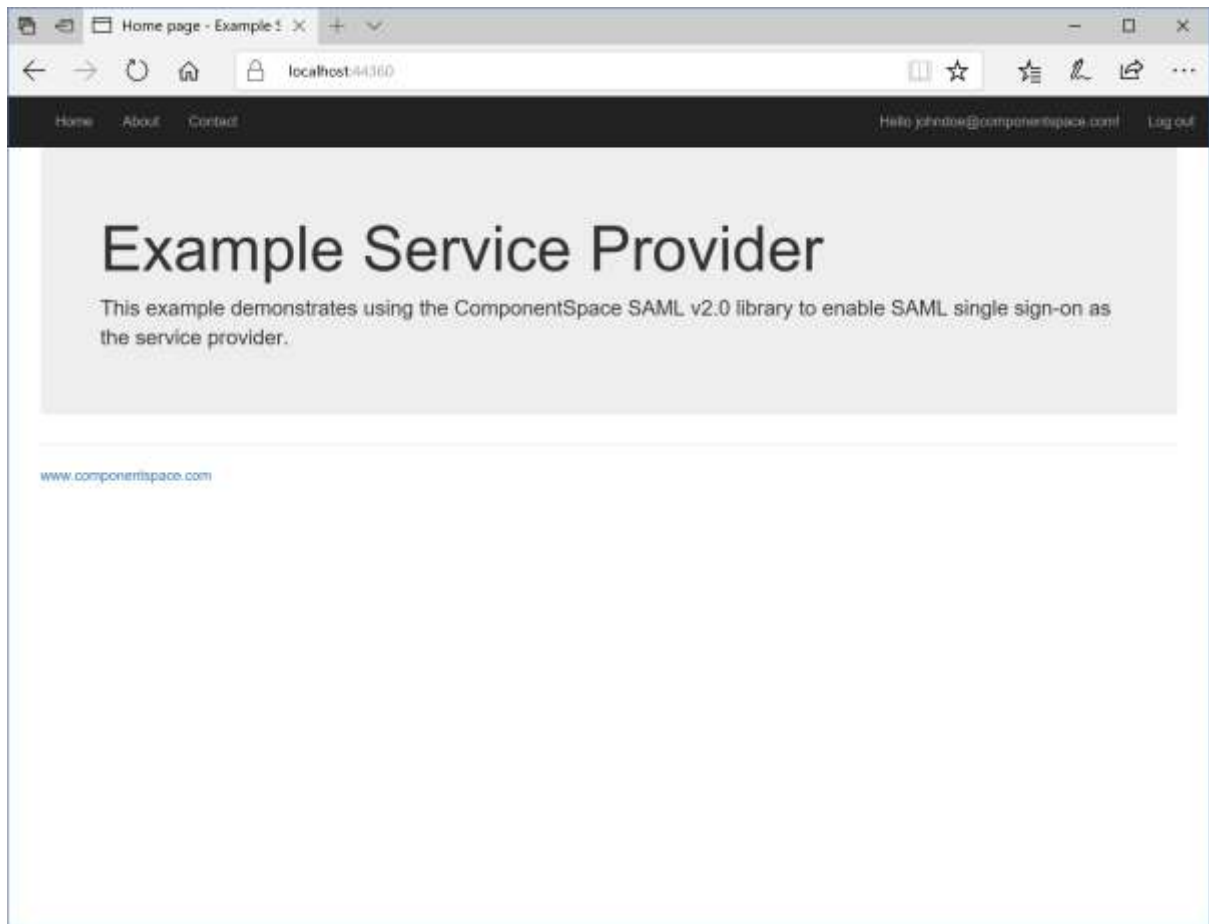 Home page - Example S
localhost:44360
Home About Contact Hello johndoe@componentspace.com! Log out
Example Service Provider
This example demonstrates using the ComponentSpace SAML v2.0 library to enable SAML single sign-on as
the service provider.
www.componentspace.com